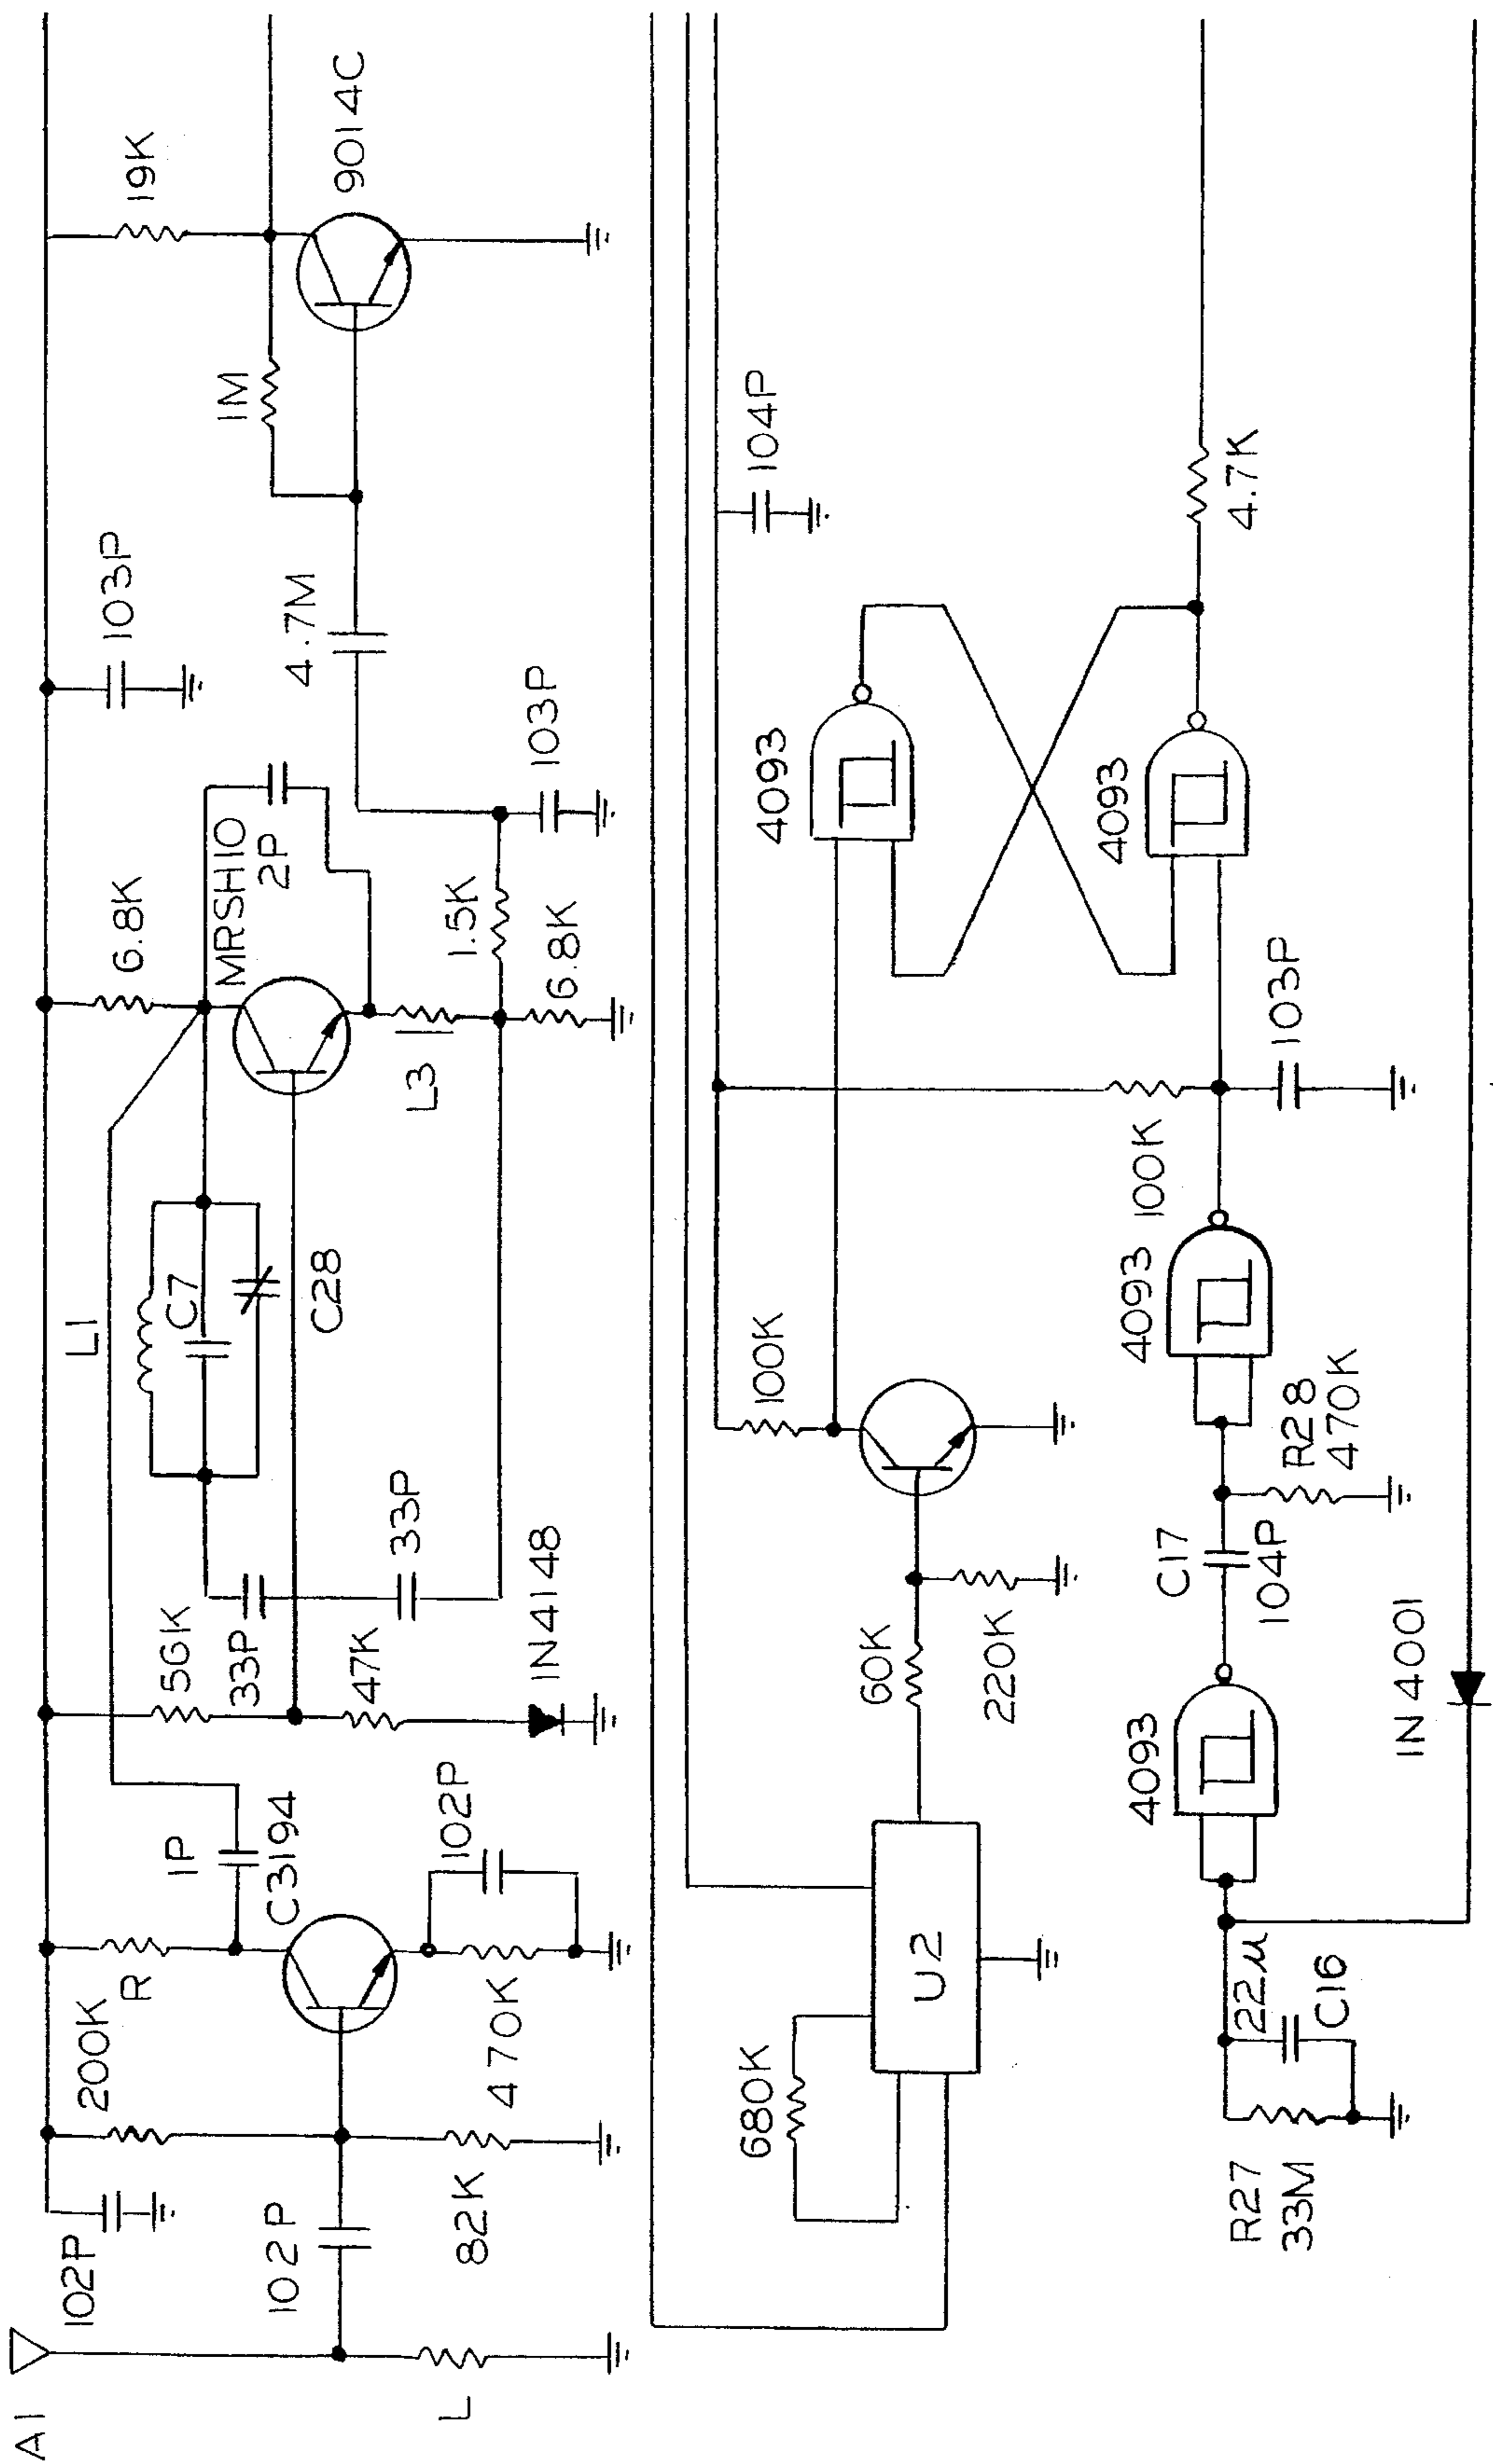 A1
102P
102P
L
200K
82K
R
470K
1P
C3194
102P
56K
47K
1N4148
33P
33P
L1
C7
C28
6.8K
MRSH10
2P
L3
1.5K
6.8K
103P
103P
4.7M
1M
19K
9014C
680K
U2
60K
220K
100K
4093
104P
R27
33M
22μ
C16
4093
1N4001
C17
104P
R28
470K
4093
100K
103P
4093
4.7K